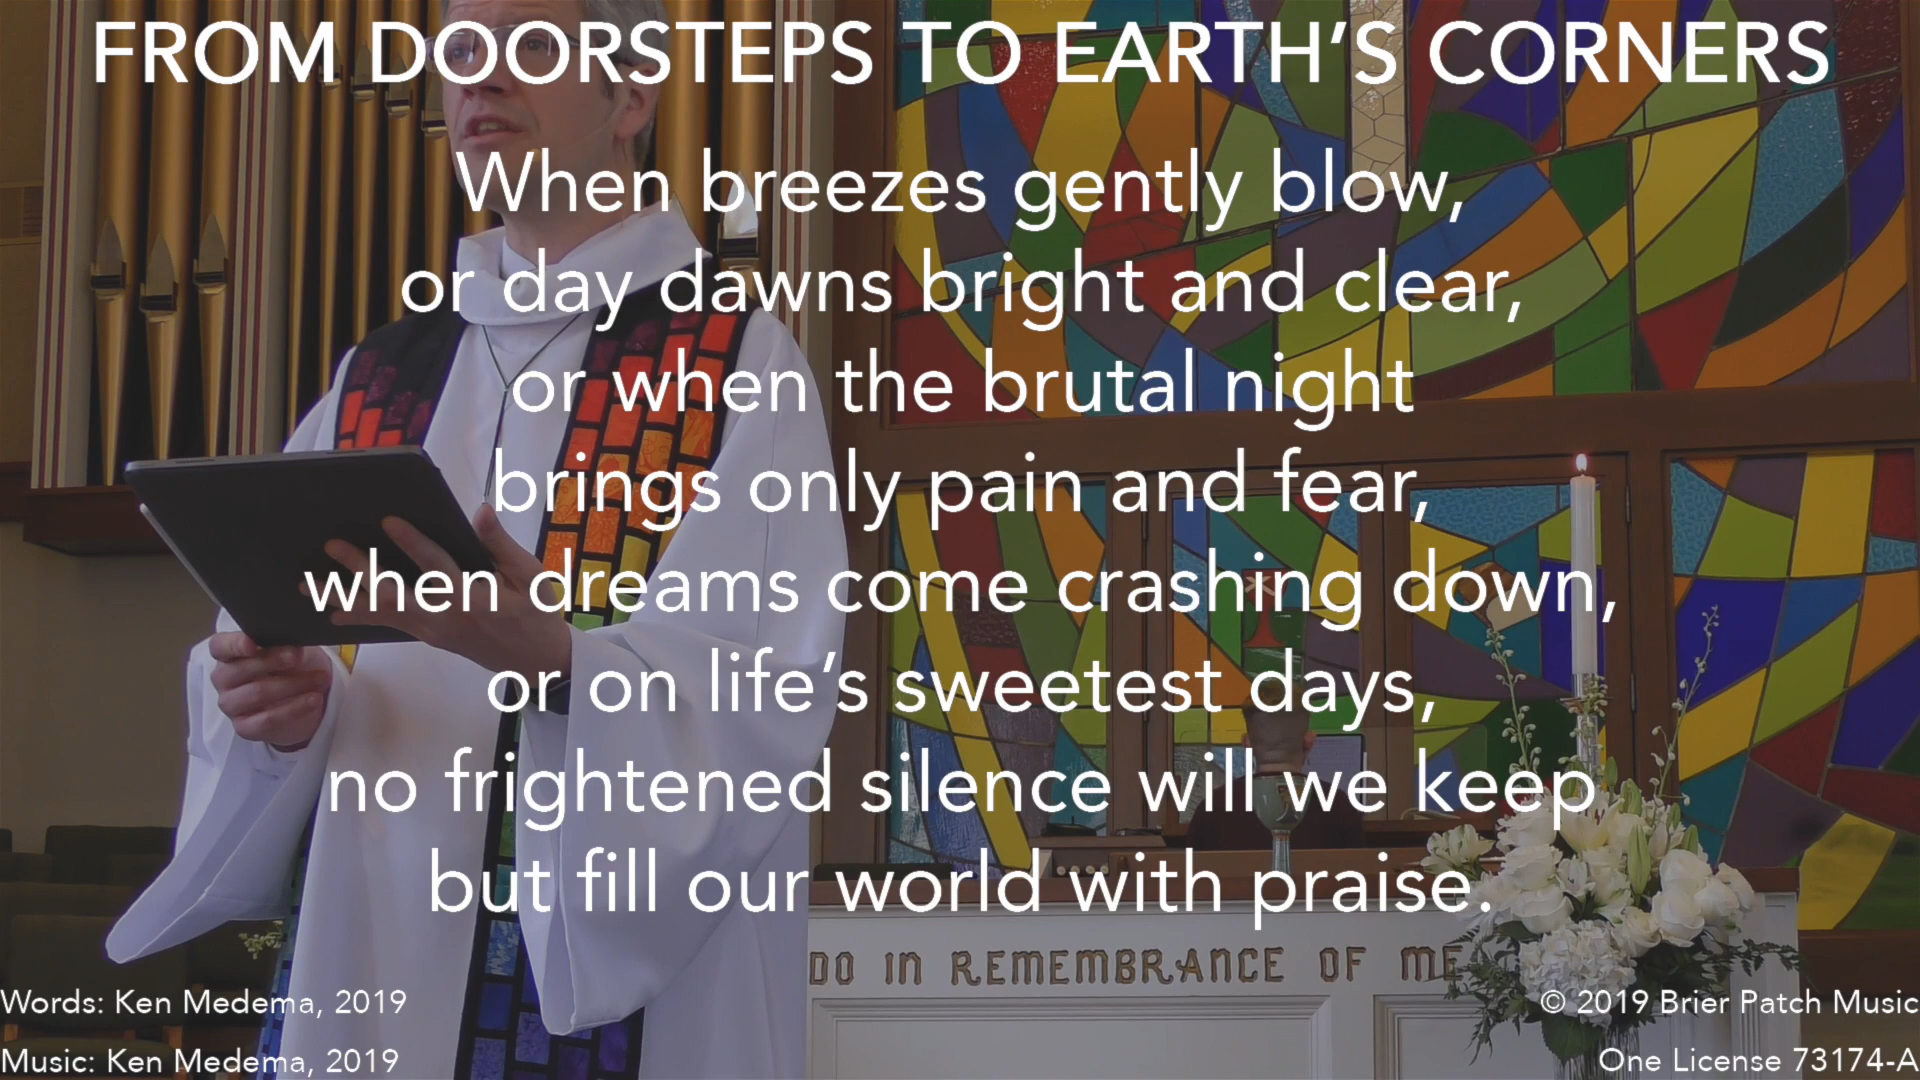 FROM DOORSTEPS TO EARTH’S CORNERS
When breezes gently blow,
or day dawns bright and clear,
or when the brutal night
brings only pain and fear,
when dreams come crashing down,
or on life’s sweetest days,
no frightened silence will we keep
but fill our world with praise.
DO IN REMEMBRANCE OF ME
Words: Ken Medema, 2019
Music: Ken Medema, 2019
© 2019 Brier Patch Music
One License 73174-A